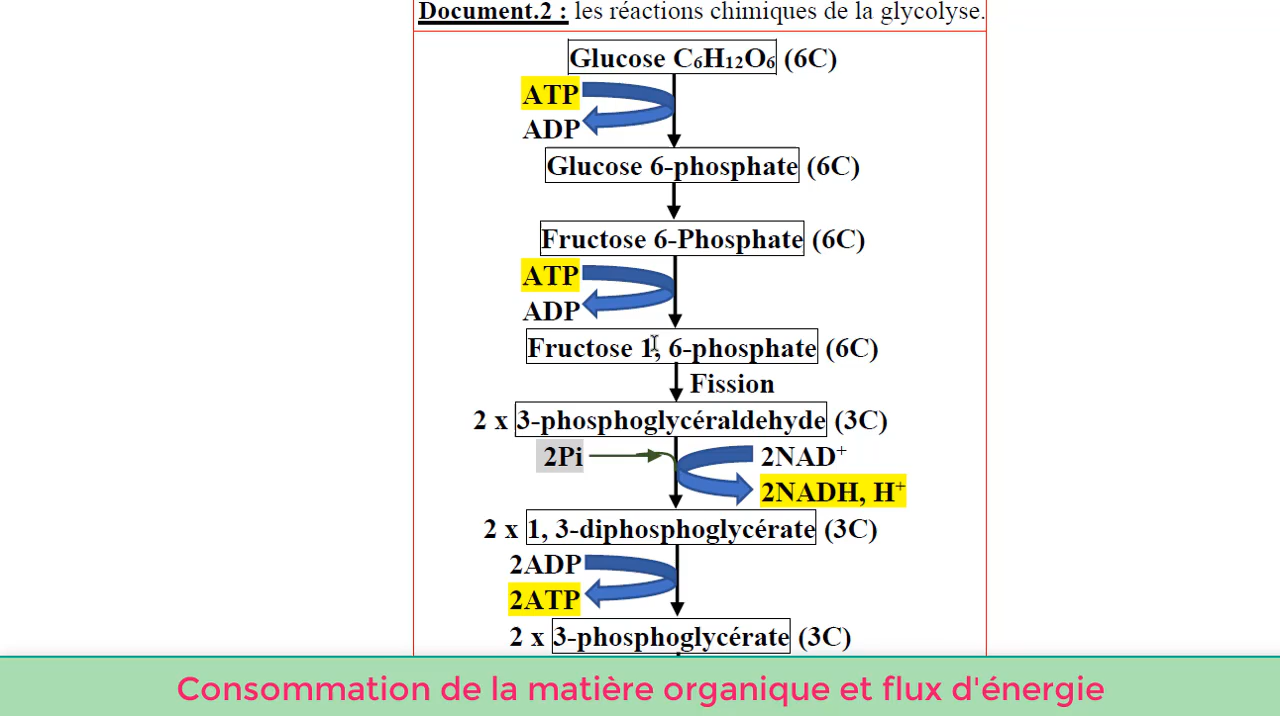 Document.2 : les réactions chimiques de la glycolyse.
Glucose C₆H₁₂O₆ (6C)
ATP
ADP
Glucose 6-phosphate (6C)
Fructose 6-Phosphate (6C)
ATP
ADP
Fructose 1, 6-phosphate (6C)
Fission
2 x 3-phosphoglycéraldehyde (3C)
2Pi 2NAD⁺
2NADH, H⁺
2 x 1, 3-diphosphoglycérate (3C)
2ADP
2ATP
2 x 3-phosphoglycérate (3C)
Consommation de la matière organique et flux d'énergie